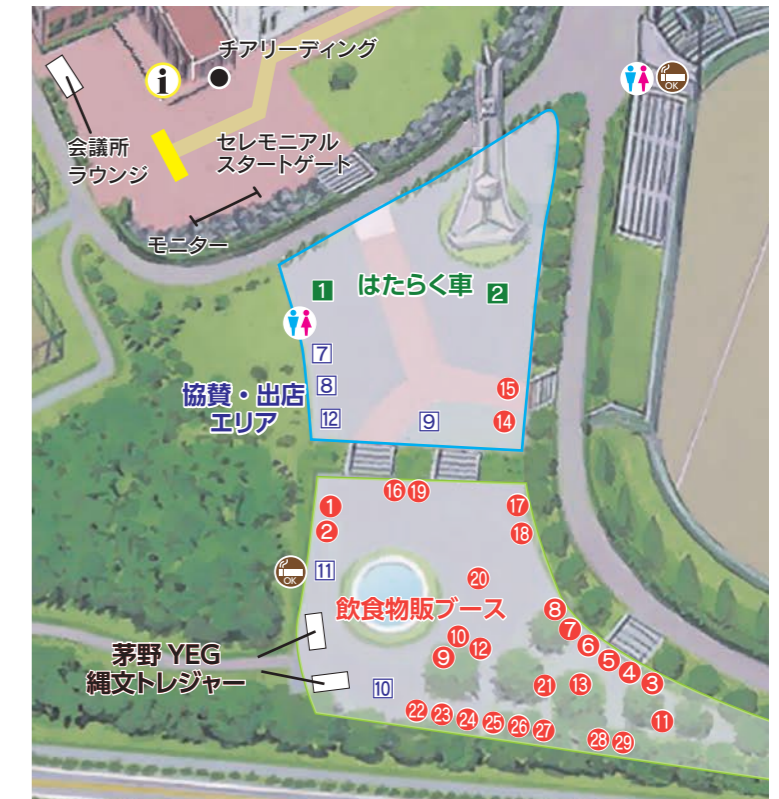 チアリーディング
i
OK
会議所
ラウンジ
セレモニアル
スタートゲート
モニター
はたらく車
1
2
7
8
12
9
15
14
協賛・出店
エリア
16
19
1
2
17
18
OK
11
20
飲食物販ブース
8
7
6
5
4
3
10
9
12
茅野 YEG
縄文トレジャー
10
21
13
11
22
23
24
25
26
27
28
29